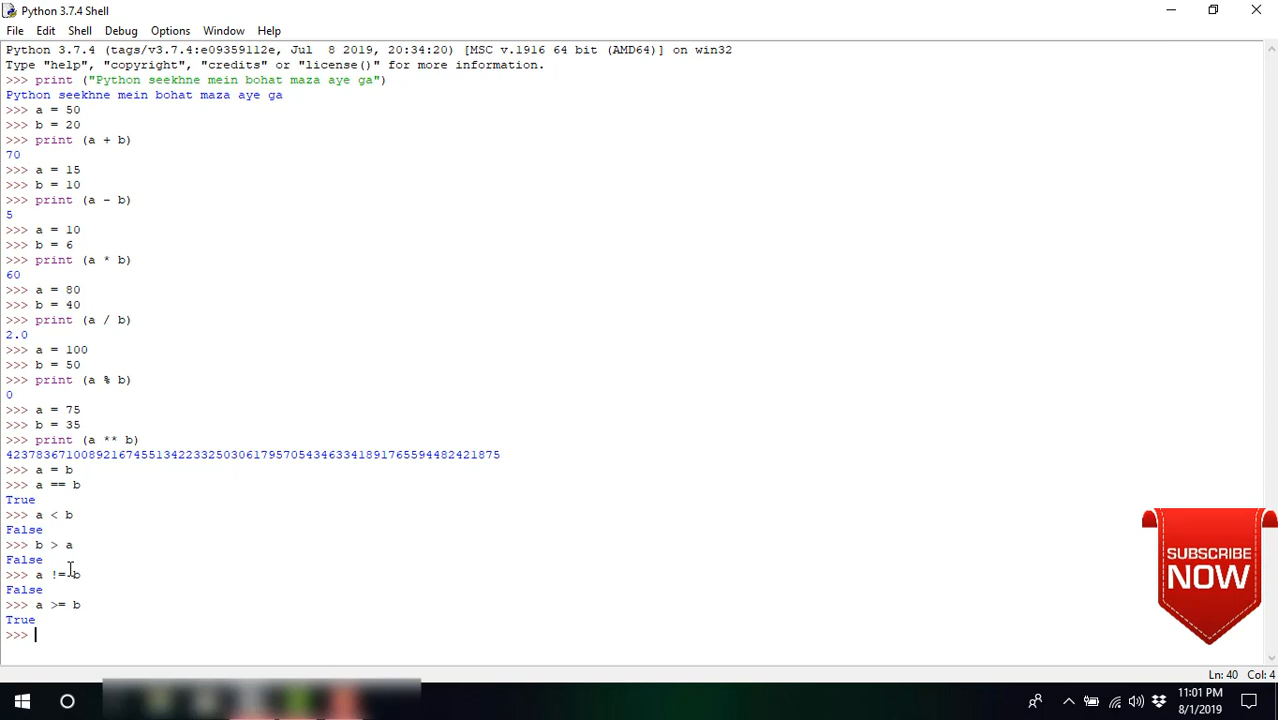 Python 3.7.4 Shell
File Edit Shell Debug Options Window Help
Python 3.7.4 (tags/v3.7.4:e09359112e, Jul  8 2019, 20:34:20) [MSC v.1916 64 bit (AMD64)] on win32
Type "help", "copyright", "credits" or "license()" for more information.
>>> print ("Python seekhne mein bohat maza aye ga")
Python seekhne mein bohat maza aye ga
>>> a = 50
>>> b = 20
>>> print (a + b)
70
>>> a = 15
>>> b = 10
>>> print (a - b)
5
>>> a = 10
>>> b = 6
>>> print (a * b)
60
>>> a = 80
>>> b = 40
>>> print (a / b)
2.0
>>> a = 100
>>> b = 50
>>> print (a % b)
0
>>> a = 75
>>> b = 35
>>> print (a ** b)
423783671008921674551342233250306179570543463341891765594482421875
>>> a = b
>>> a == b
True
>>> a < b
False
>>> b > a
False
>>> a != b
False
>>> a >= b
True
>>>
SUBSCRIBE
NOW
Ln: 40 Col: 4
11:01 PM
8/1/2019